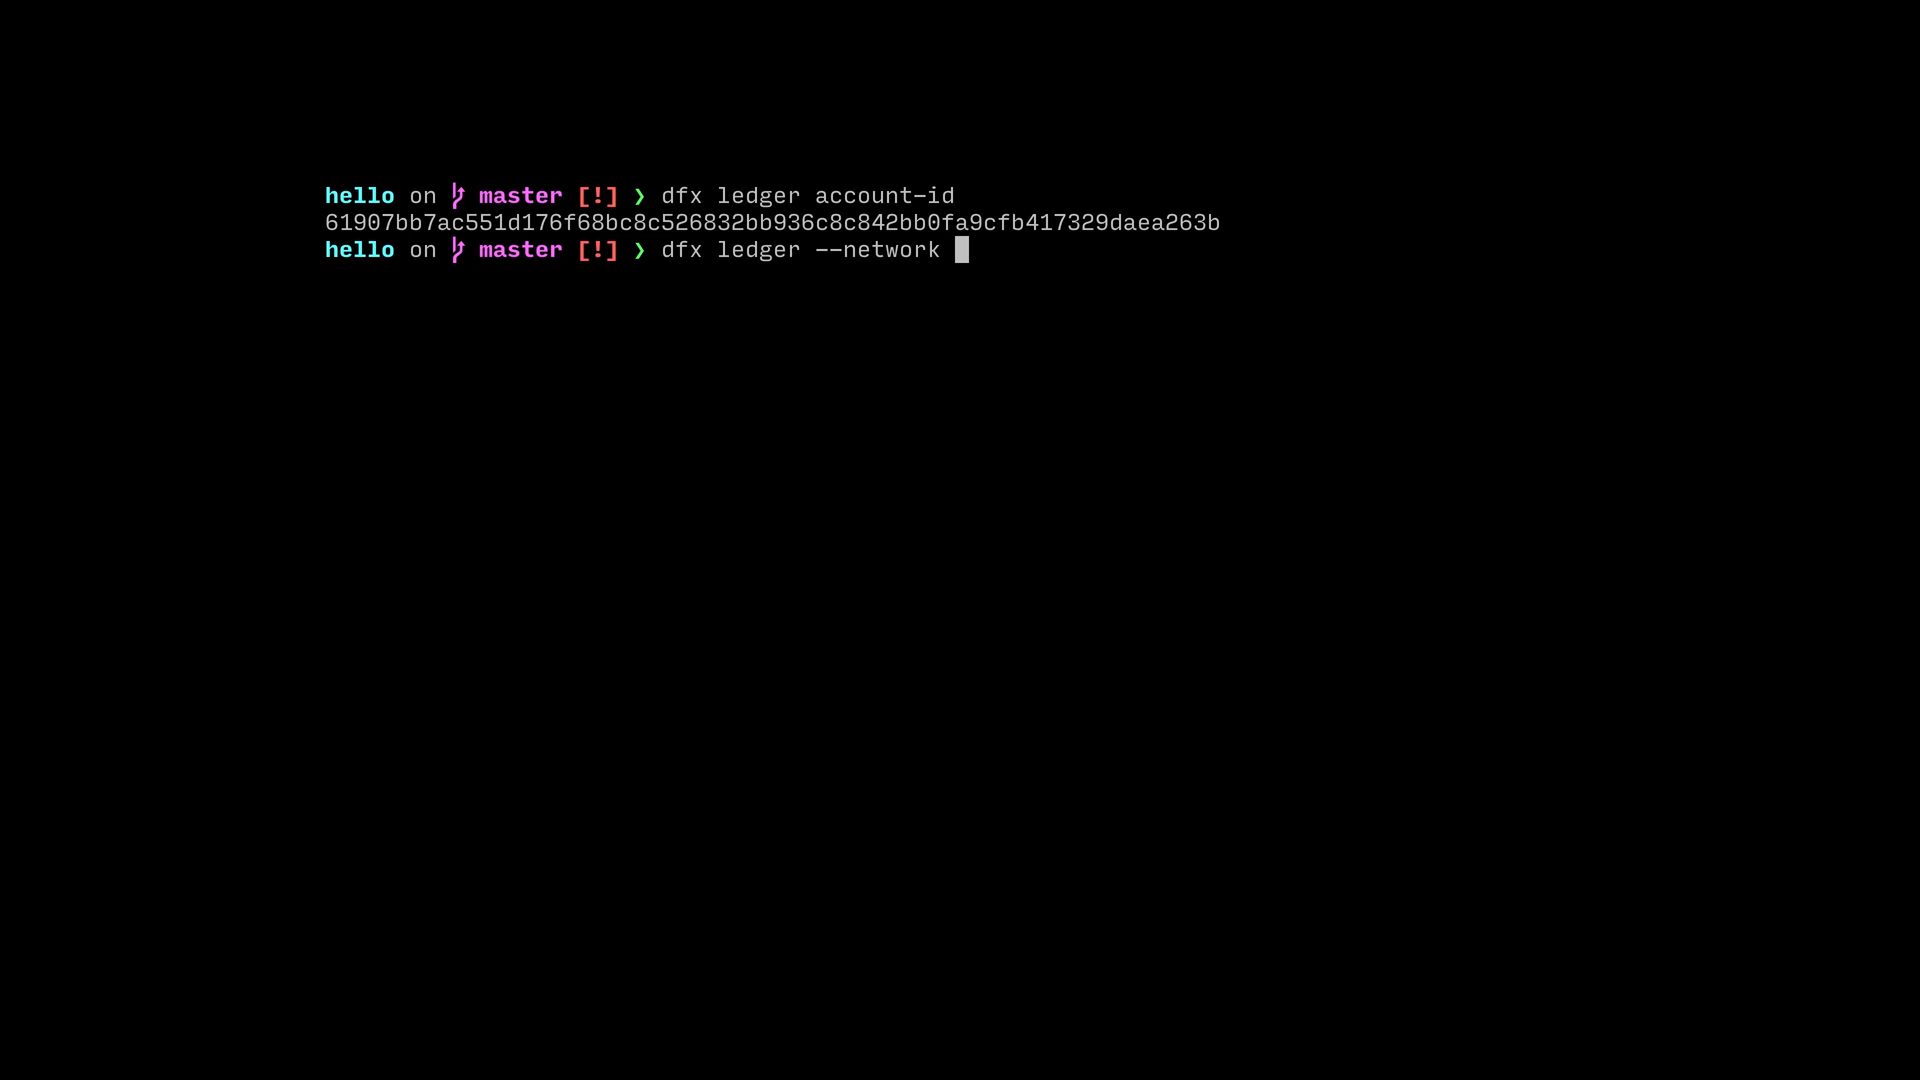 hello on master [!] ❯ dfx ledger account-id
61907bb7ac551d176f68bc8c526832bb936c8c842bb0fa9cfb417329daea263b
hello on master [!] ❯ dfx ledger --network